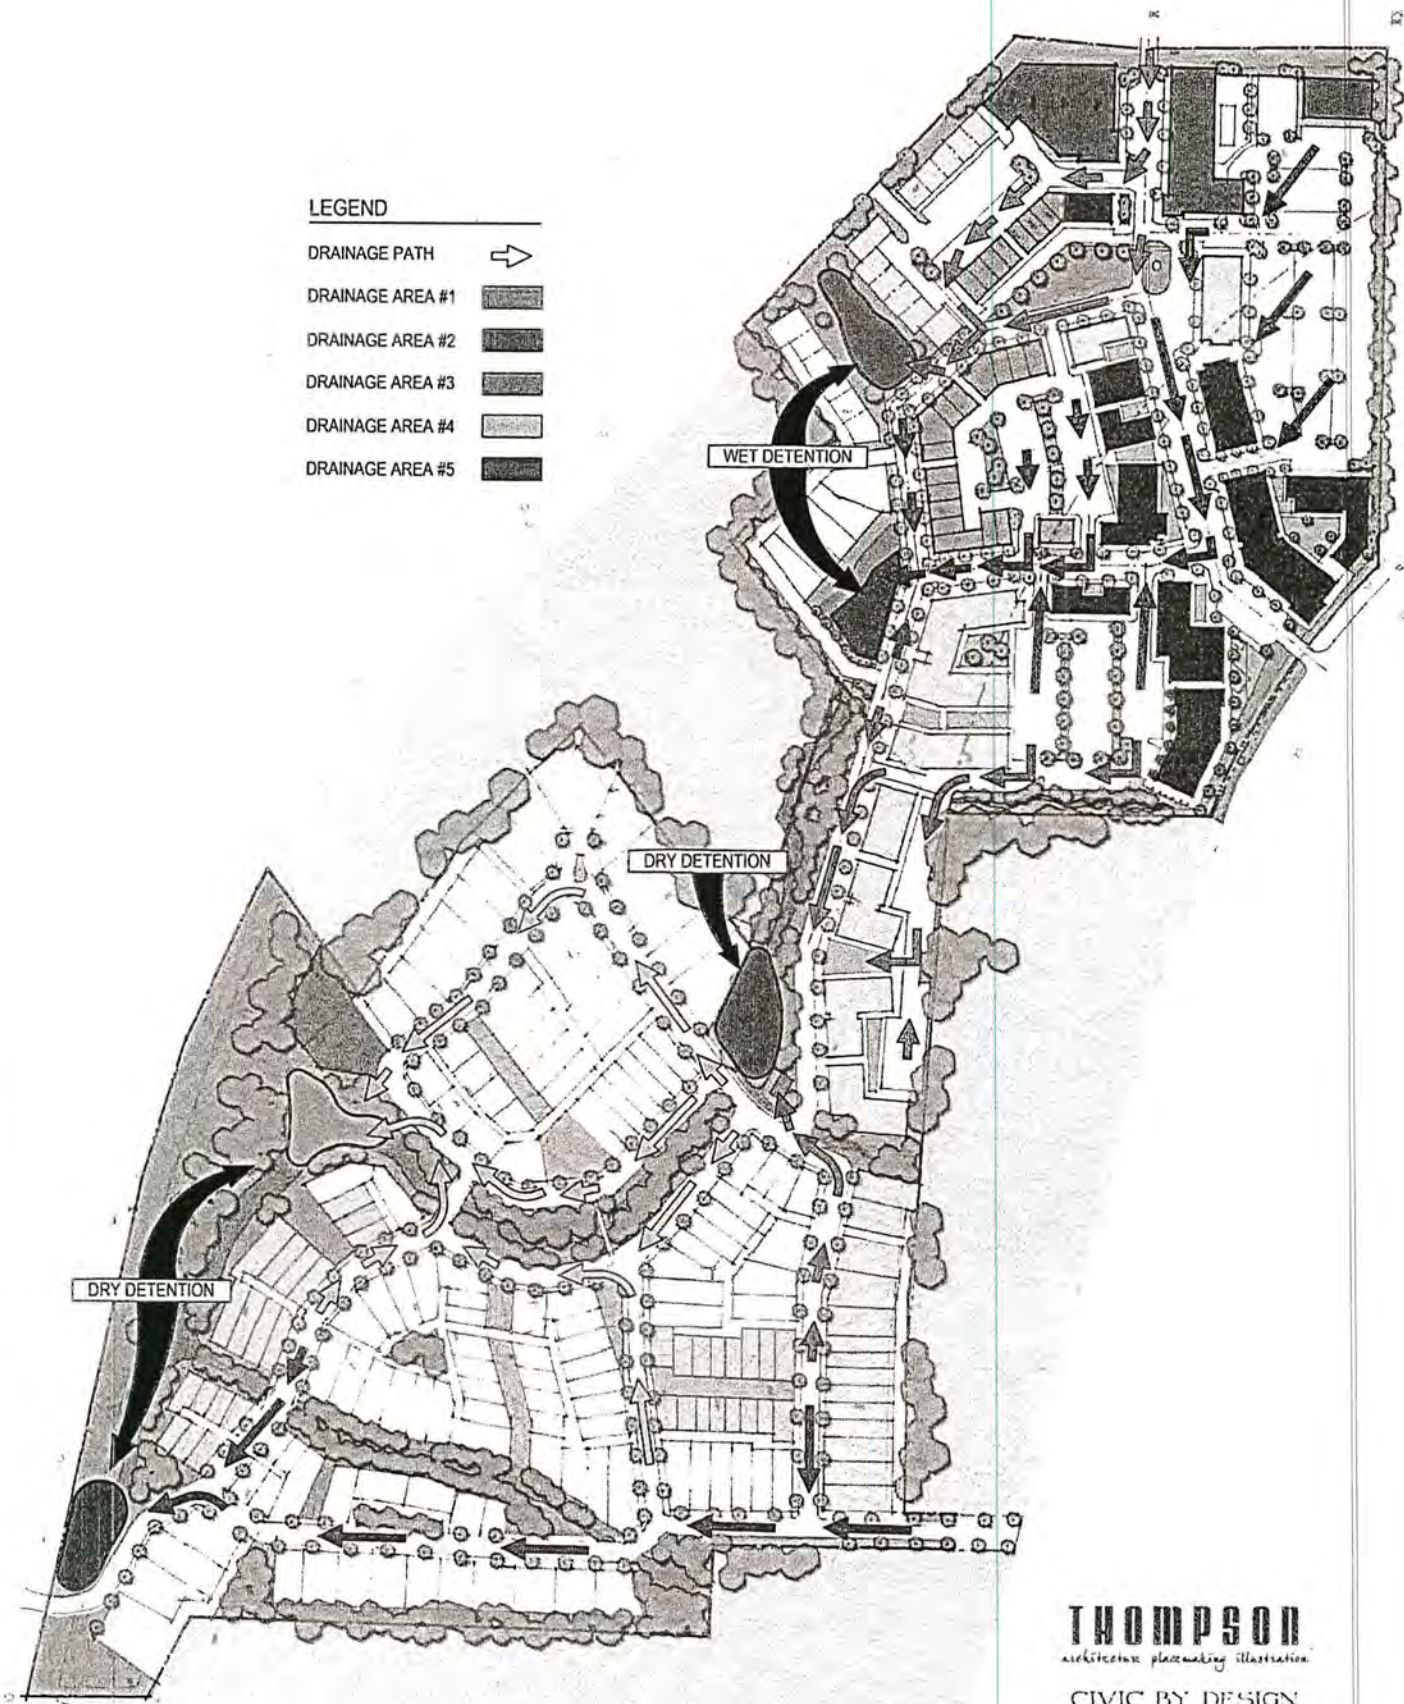 LEGEND
DRAINAGE PATH
DRAINAGE AREA #1
DRAINAGE AREA #2
DRAINAGE AREA #3
DRAINAGE AREA #4
DRAINAGE AREA #5
WET DETENTION
DRY DETENTION
DRY DETENTION
THOMPSON
architecture placemaking illustration
CIVIC BY DESIGN